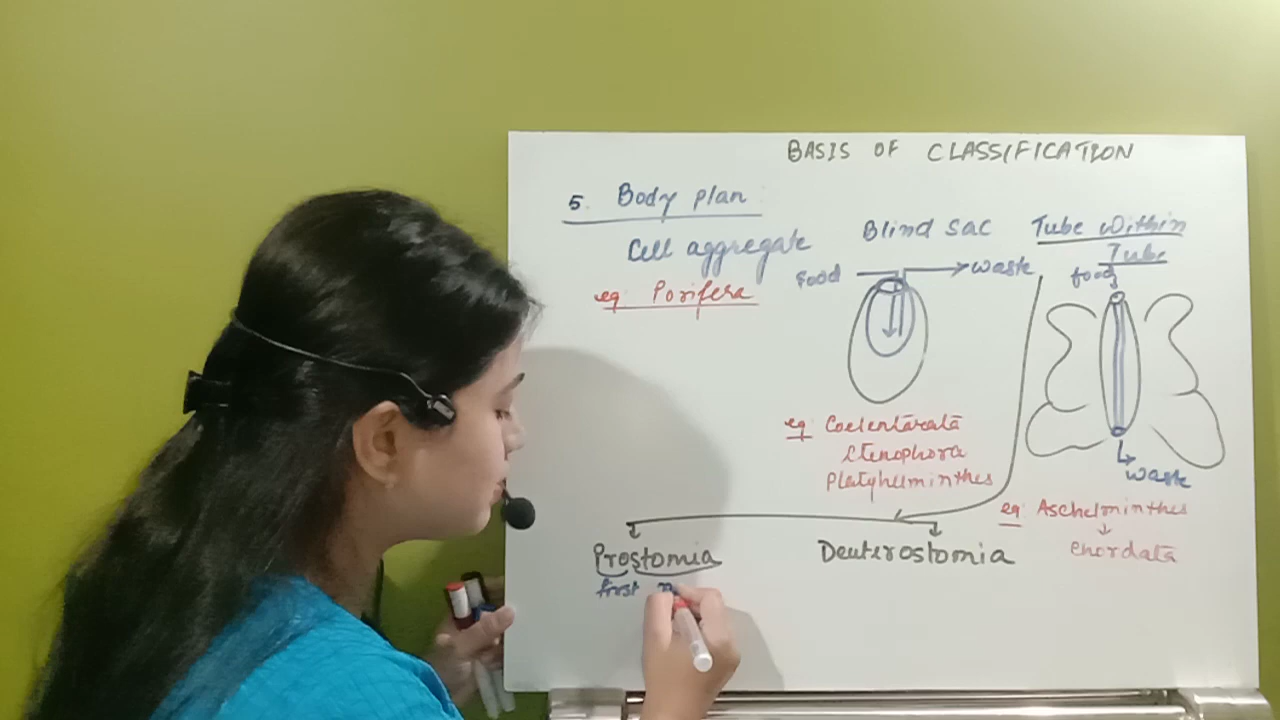 BASIS OF CLASSIFICATION
5. Body plan
Cell aggregate
eg: Porifera
Blind sac
food
waste
eg: Coelentarata
Ctenophora
Platyhelminthes
Tube within
Tube
food
waste
eg: Aschelminthes
Chordata
Prostomia
first
Deuterostomia